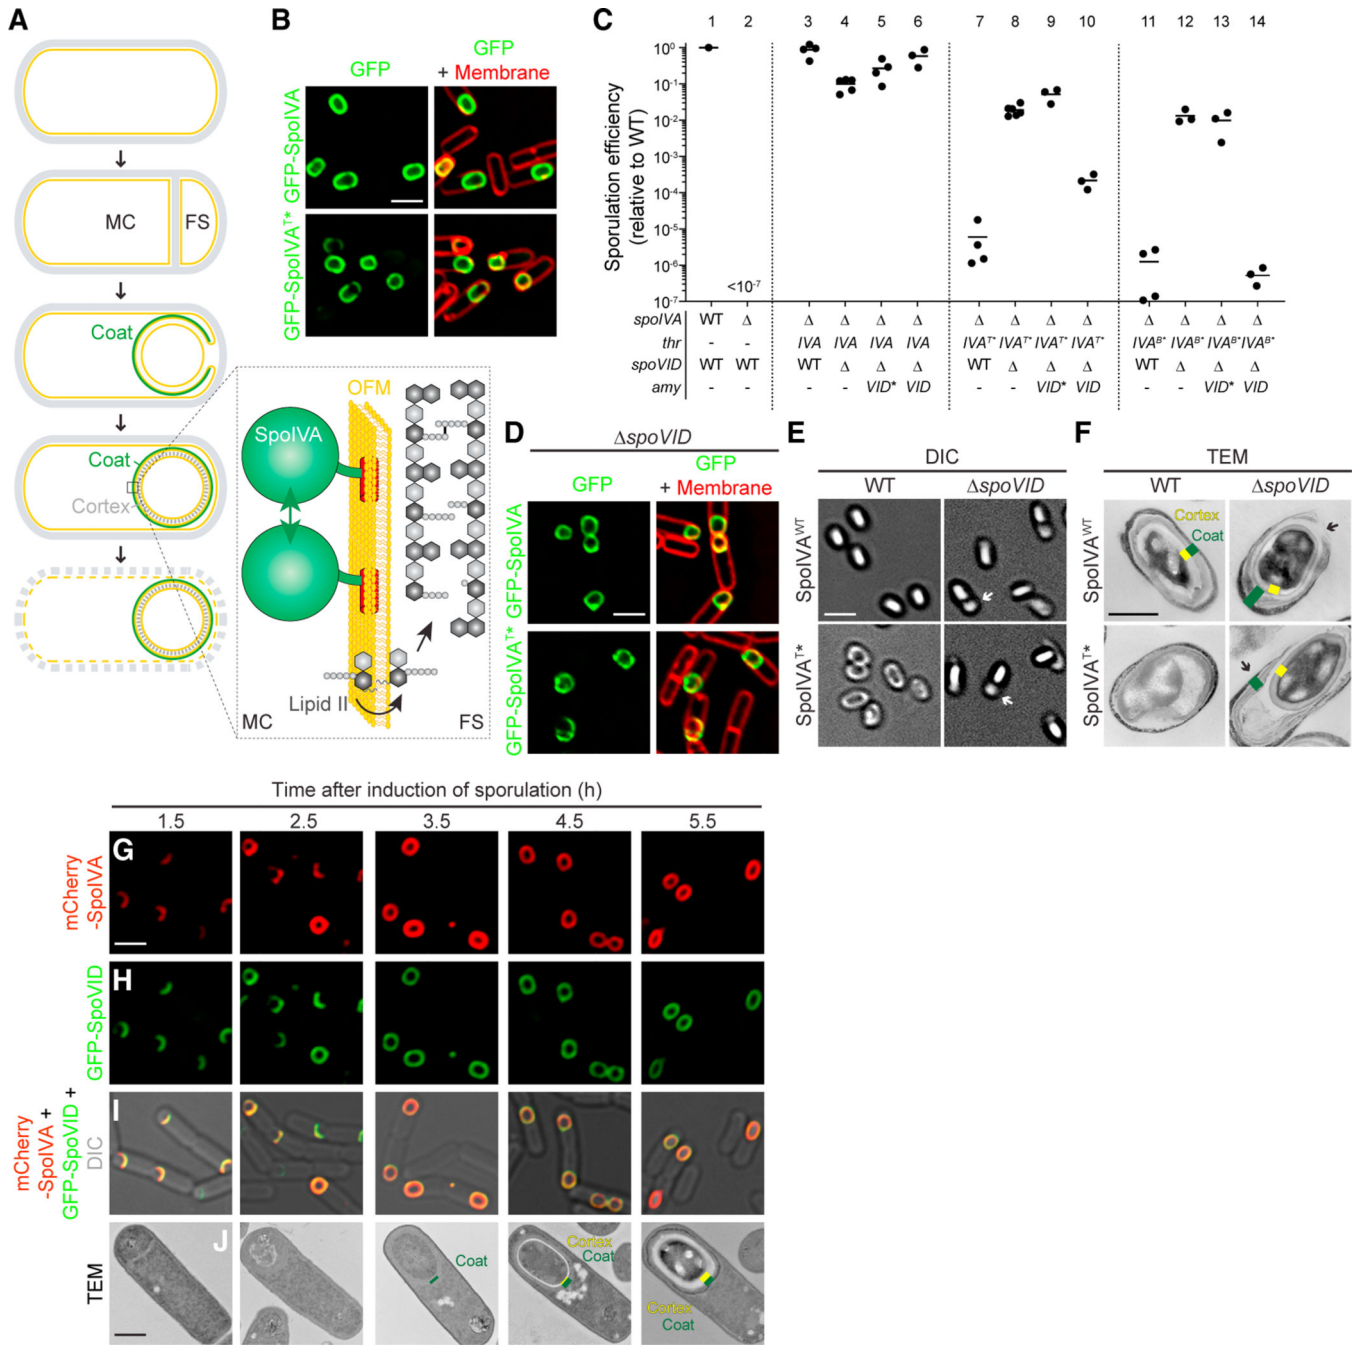 A
MC
FS
Coat
Coat
Cortex
SpoIVA
OFM
Lipid II
MC
FS
B
GFP
GFP
+ Membrane
GFP-SpoIVA
GFP-SpoIVAT*
C
1 2 3 4 5 6 7 8 9 10 11 12 13 14
Sporulation efficiency
(relative to WT)
10⁰
10⁻¹
10⁻²
10⁻³
10⁻⁴
10⁻⁵
10⁻⁶
10⁻⁷
<10⁻⁷
spoIVA WT Δ Δ Δ Δ Δ Δ Δ Δ Δ Δ Δ Δ Δ
thr - - IVA IVA IVA IVA IVAT* IVAT* IVAT* IVAT* IVAB* IVAB* IVAB* IVAB*
spoVID WT WT WT Δ Δ Δ WT Δ Δ Δ WT Δ Δ Δ
amy - - - - VID* VID - - VID* VID - - VID* VID
D
ΔspoVID
GFP
GFP
+ Membrane
GFP-SpoIVA
GFP-SpoIVAT*
E
DIC
WT
ΔspoVID
SpoIVAWT
SpoIVAT*
F
TEM
WT
ΔspoVID
Cortex
Coat
SpoIVAWT
SpoIVAT*
Time after induction of sporulation (h)
1.5 2.5 3.5 4.5 5.5
G
mCherry
-SpoIVA
H
GFP-SpoVID
I
mCherry
-SpoIVA +
GFP-SpoVID +
DIC
J
TEM
Coat
Cortex
Coat
Cortex
Coat